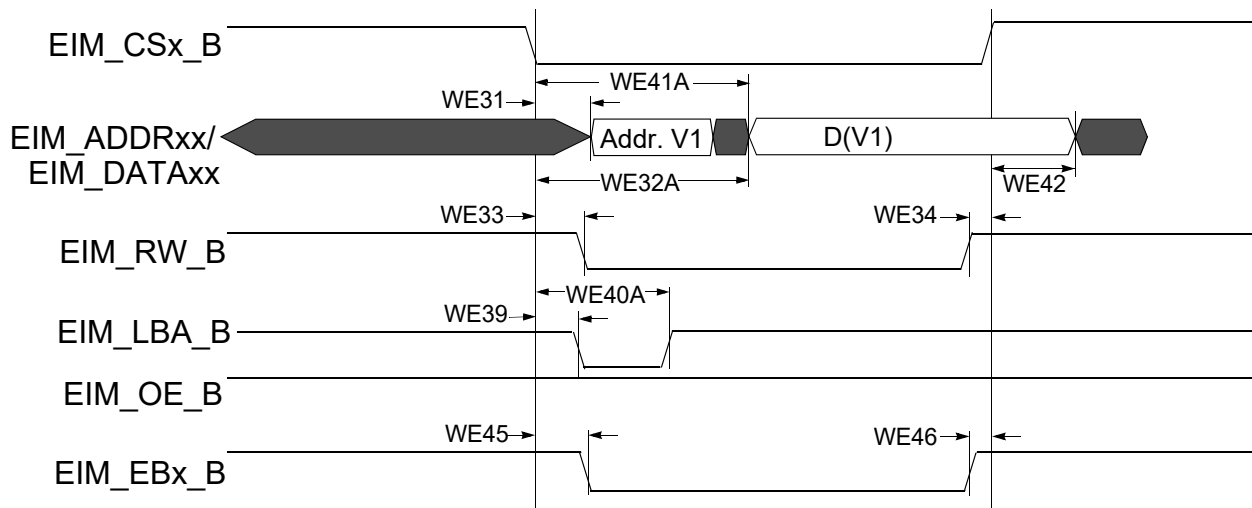 EIM_CSx_B
WE41A
WE31
EIM_ADDRxx/
EIM_DATAxx
Addr. V1
D(V1)
WE32A
WE42
WE33
WE34
EIM_RW_B
WE40A
WE39
EIM_LBA_B
EIM_OE_B
WE45
WE46
EIM_EBx_B